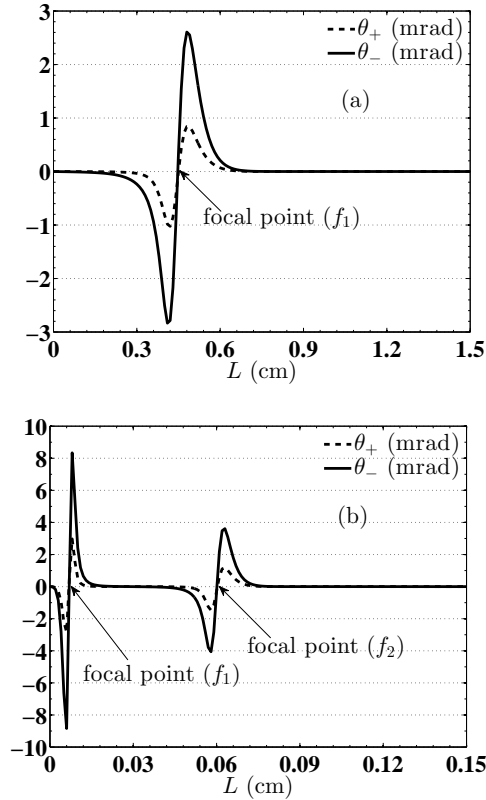 3
θ₊ (mrad)
θ₋ (mrad)
2
(a)
1
0
focal point (f₁)
−1
−2
−3
0 0.3 0.6 0.9 1.2 1.5
L (cm)
10
θ₊ (mrad)
8
θ₋ (mrad)
6
(b)
4
2
0
−2
focal point (f₂)
−4
focal point (f₁)
−6
−8
−10
0 0.03 0.06 0.09 0.12 0.15
L (cm)